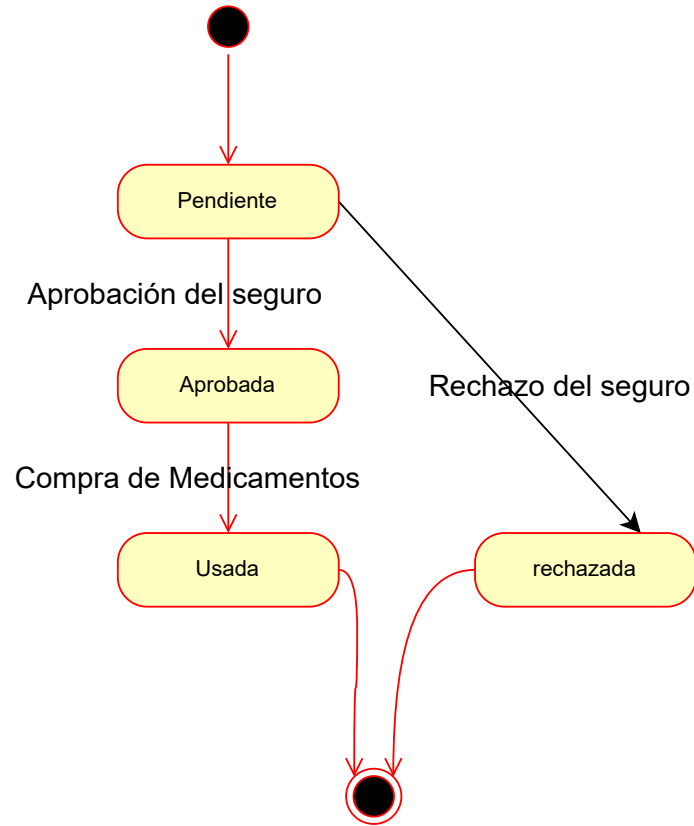 Pendiente
Aprobación del seguro
Aprobada
Rechazo del seguro
Compra de Medicamentos
Usada
rechazada